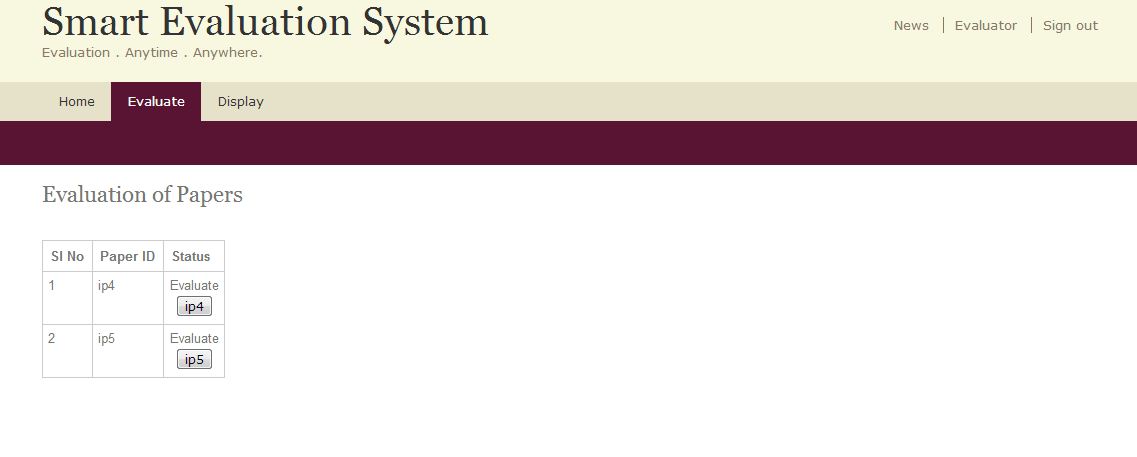 Smart Evaluation System
Evaluation . Anytime . Anywhere.
News Evaluator Sign out
Home Evaluate Display
Evaluation of Papers
Sl No Paper ID Status
1 ip4 Evaluate
ip4
2 ip5 Evaluate
ip5